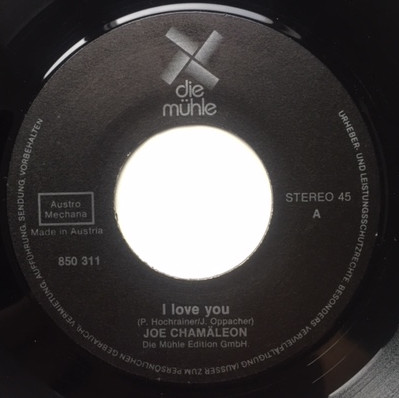 die
mühle
Austro
Mechana
Made in Austria
850 311
STEREO 45
A
I love you
(P. Hochrainer/J. Oppacher)
JOE CHAMÄLEON
Die Mühle Edition GmbH.
URHEBER- UND LEISTUNGSSCHUTZRECHTE BESONDERS VERVIELFÄLTIGUNG (AUSSER ZUM PERSÖNLICHEN GEBRAUCH), VERMIETUNG, AUFFÜHRUNG, SENDUNG, VORBEHALTEN